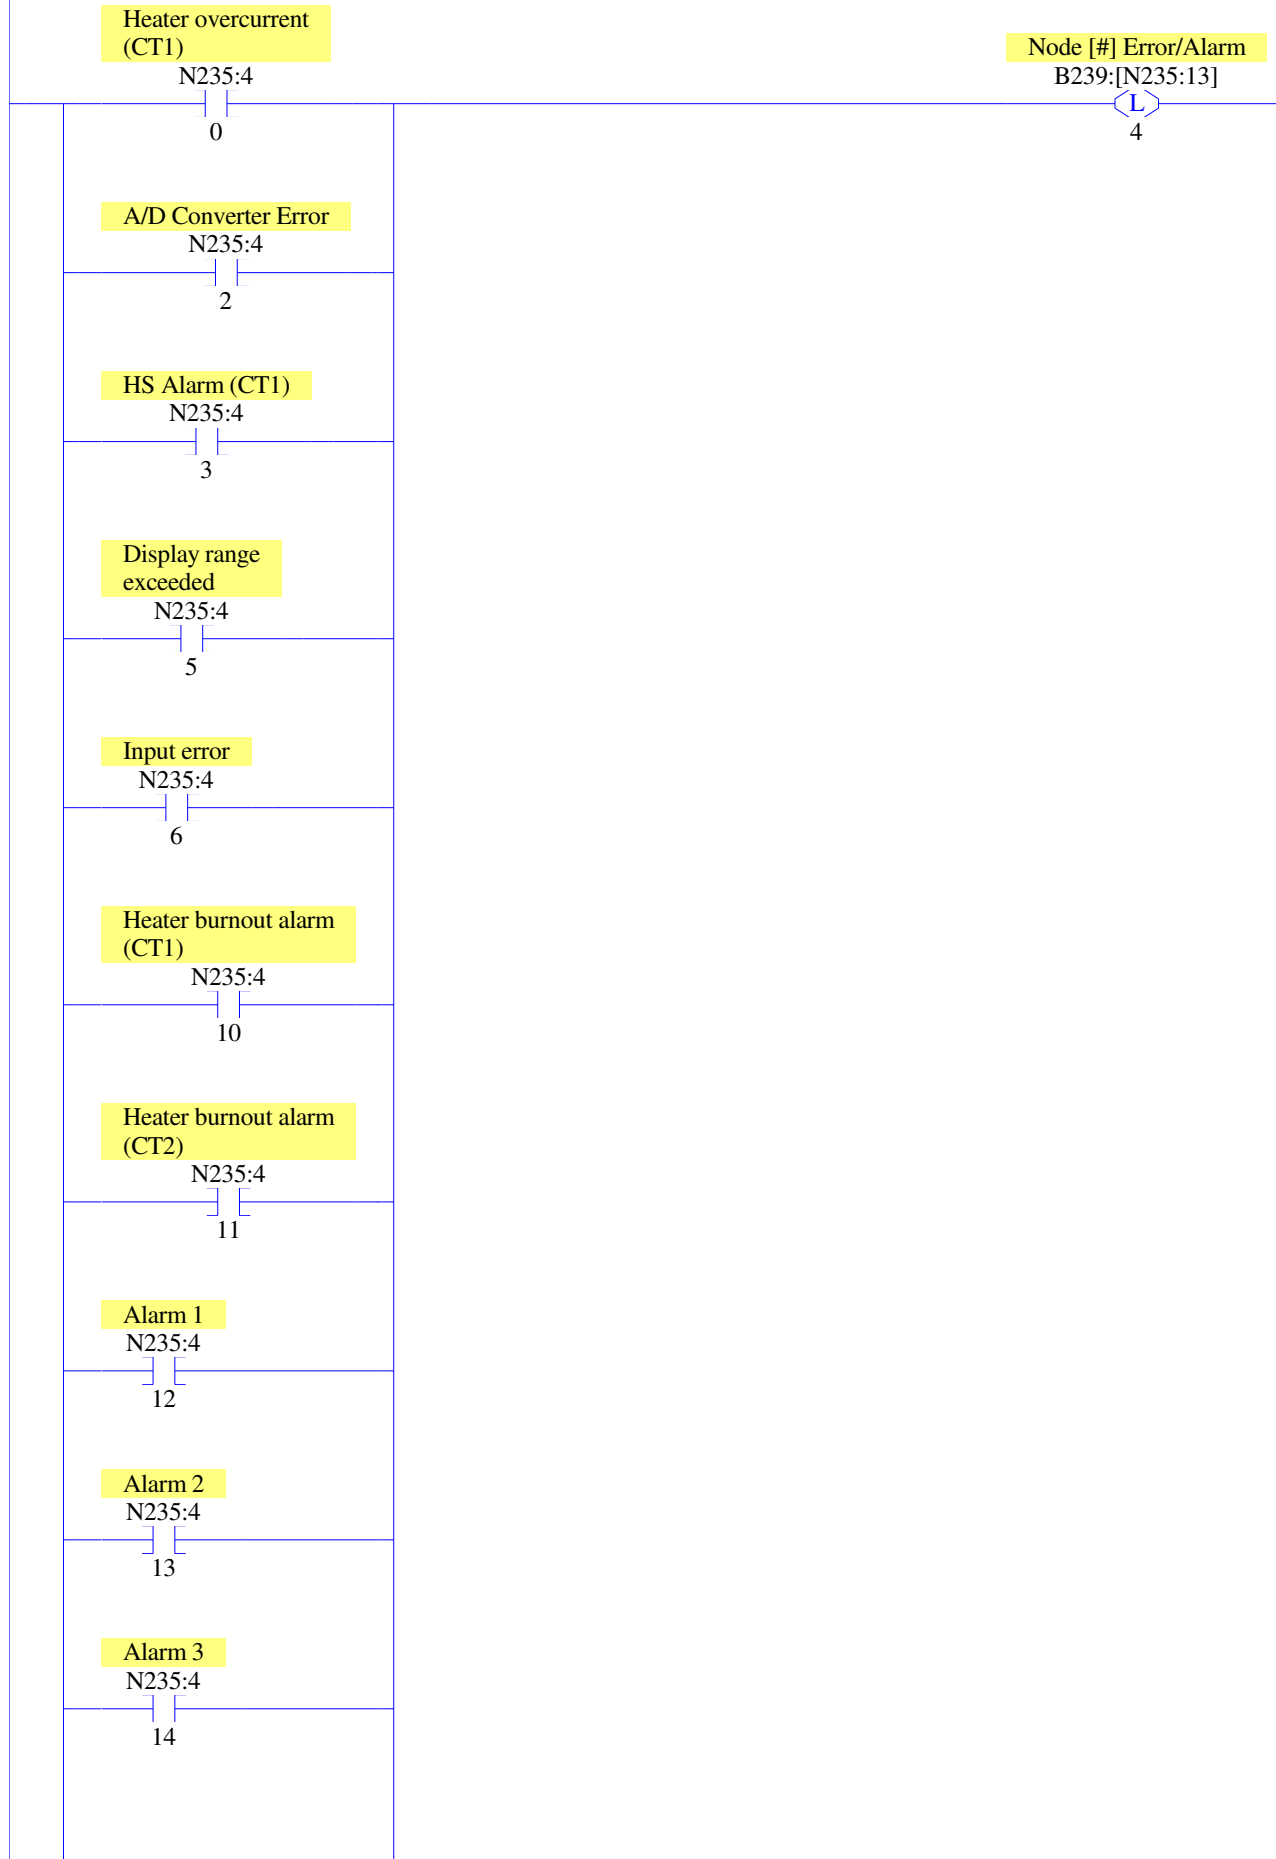 Heater overcurrent
(CT1)
N235:4
0
Node [#] Error/Alarm
B239:[N235:13]
L
4
A/D Converter Error
N235:4
2
HS Alarm (CT1)
N235:4
3
Display range
exceeded
N235:4
5
Input error
N235:4
6
Heater burnout alarm
(CT1)
N235:4
10
Heater burnout alarm
(CT2)
N235:4
11
Alarm 1
N235:4
12
Alarm 2
N235:4
13
Alarm 3
N235:4
14